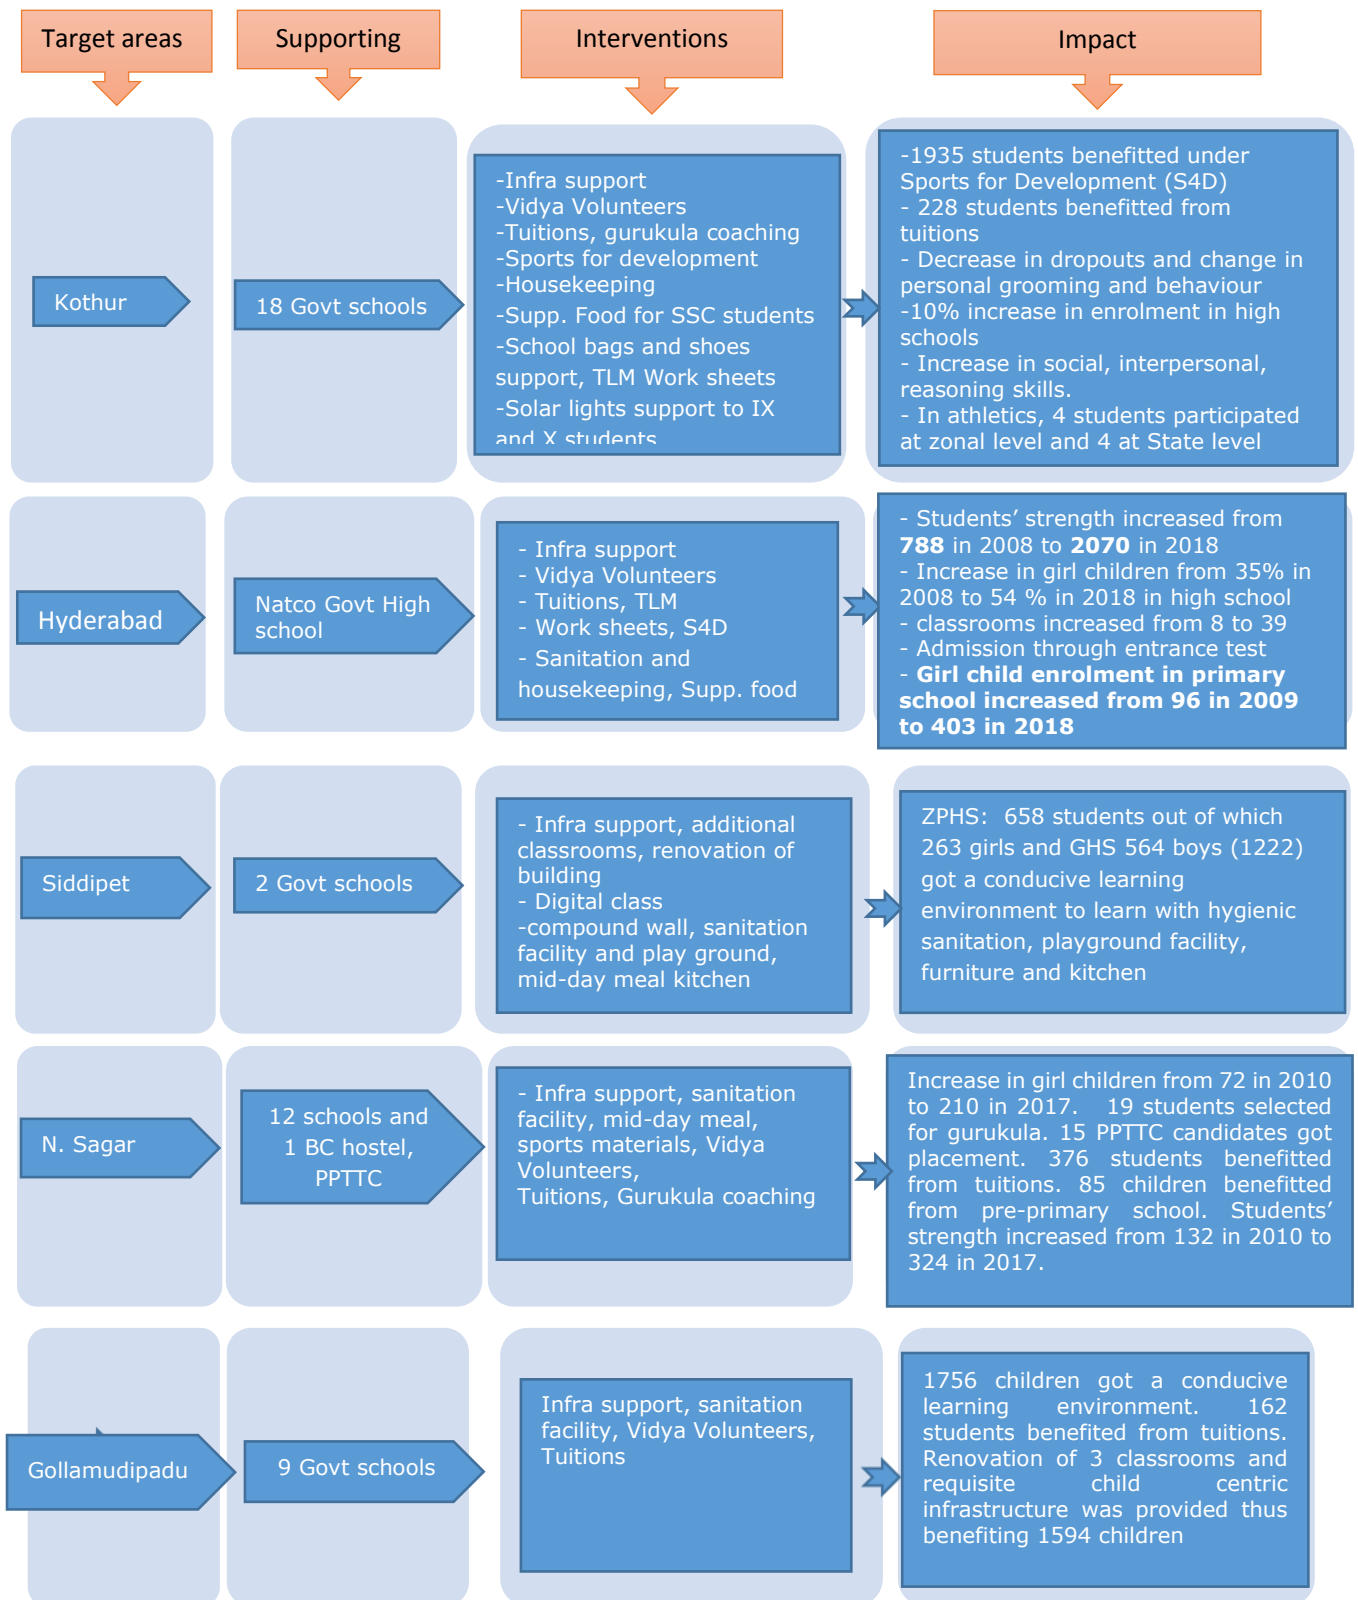 Target areas
Supporting
Interventions
Impact
Kothur
18 Govt schools
-Infra support
-Vidya Volunteers
-Tuitions, gurukula coaching
-Sports for development
-Housekeeping
-Supp. Food for SSC students
-School bags and shoes
support, TLM Work sheets
-Solar lights support to IX
and X students
-1935 students benefitted under
Sports for Development (S4D)
- 228 students benefitted from
tuitions
- Decrease in dropouts and change in
personal grooming and behaviour
-10% increase in enrolment in high
schools
- Increase in social, interpersonal,
reasoning skills.
- In athletics, 4 students participated
at zonal level and 4 at State level
Hyderabad
Natco Govt High
school
- Infra support
- Vidya Volunteers
- Tuitions, TLM
- Work sheets, S4D
- Sanitation and
housekeeping, Supp. food
- Students’ strength increased from
788 in 2008 to 2070 in 2018
- Increase in girl children from 35% in
2008 to 54 % in 2018 in high school
- classrooms increased from 8 to 39
- Admission through entrance test
- Girl child enrolment in primary
school increased from 96 in 2009
to 403 in 2018
Siddipet
2 Govt schools
- Infra support, additional
classrooms, renovation of
building
- Digital class
-compound wall, sanitation
facility and play ground,
mid-day meal kitchen
ZPHS: 658 students out of which
263 girls and GHS 564 boys (1222)
got a conducive learning
environment to learn with hygienic
sanitation, playground facility,
furniture and kitchen
N. Sagar
12 schools and
1 BC hostel,
PPTTC
- Infra support, sanitation
facility, mid-day meal,
sports materials, Vidya
Volunteers,
Tuitions, Gurukula coaching
Increase in girl children from 72 in 2010
to 210 in 2017. 19 students selected
for gurukula. 15 PPTTC candidates got
placement. 376 students benefitted
from tuitions. 85 children benefitted
from pre-primary school. Students’
strength increased from 132 in 2010 to
324 in 2017.
Gollamudipadu
9 Govt schools
Infra support, sanitation
facility, Vidya Volunteers,
Tuitions
1756 children got a conducive
learning environment. 162
students benefited from tuitions.
Renovation of 3 classrooms and
requisite child centric
infrastructure was provided thus
benefiting 1594 children